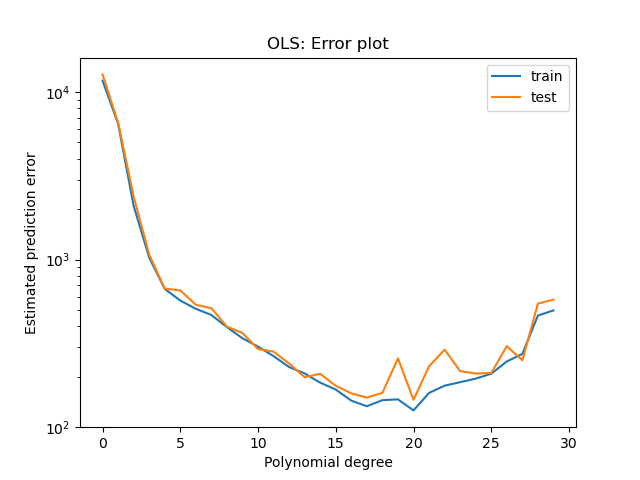 OLS: Error plot
train
test
10⁴
10³
10²
Estimated prediction error
0 5 10 15 20 25 30
Polynomial degree